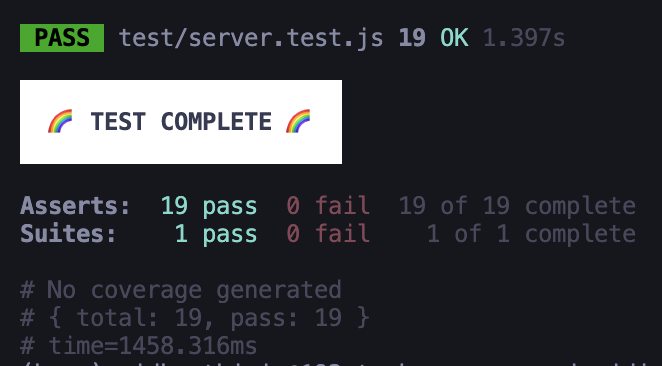 PASS test/server.test.js 19 OK 1.397s
🌈 TEST COMPLETE 🌈
Asserts: 19 pass 0 fail 19 of 19 complete
Suites: 1 pass 0 fail 1 of 1 complete
# No coverage generated
# { total: 19, pass: 19 }
# time=1458.316ms